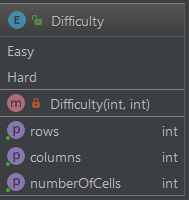 E Difficulty
Easy
Hard
m Difficulty(int, int)
p rows int
p columns int
p numberOfCells int